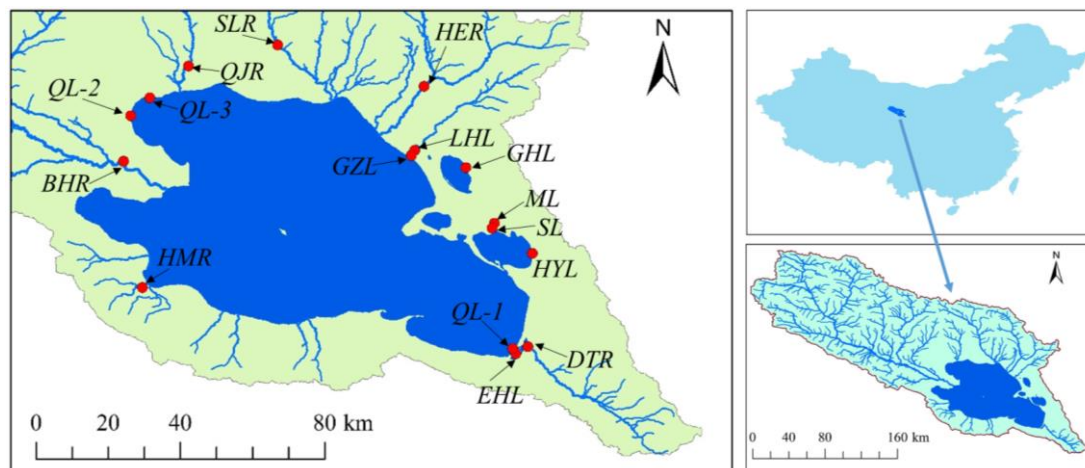 SLR
HER
N
QJR
QL-2
QL-3
LHL
GZL
GHL
BHR
ML
SL
HMR
HYL
QL-1
DTR
EHL
0 20 40 80 km
N
0 40 80 160 km